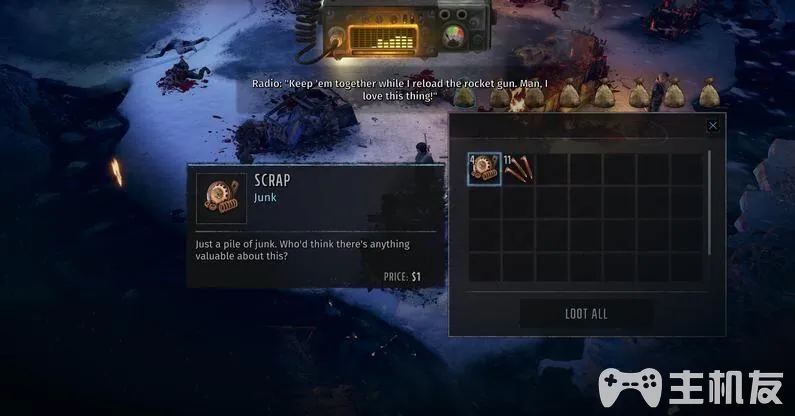 Radio: "Keep 'em together while I reload the rocket gun. Man, I
love this thing!"
SCRAP
Junk
Just a pile of junk. Who'd think there's anything
valuable about this?
PRICE: $1
4
11
LOOT ALL
主机友